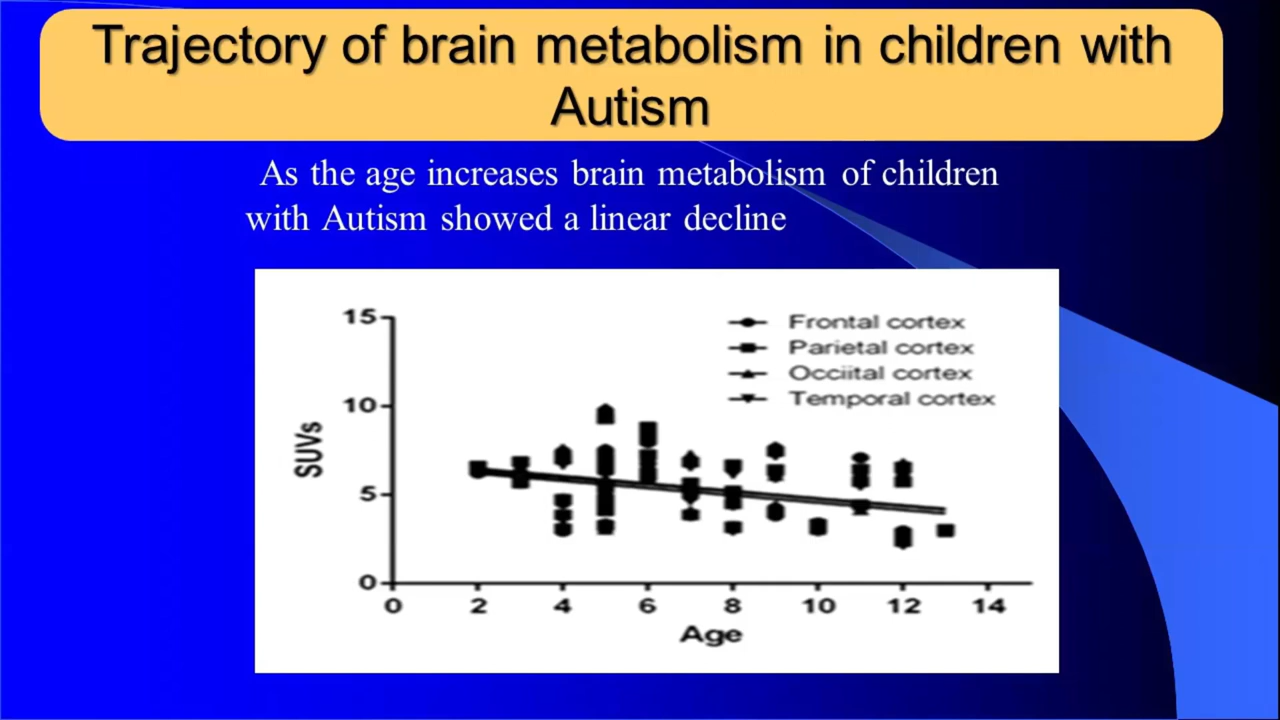 Trajectory of brain metabolism in children with
Autism
As the age increases brain metabolism of children
with Autism showed a linear decline
15
Frontal cortex
Parietal cortex
Occiital cortex
10
Temporal cortex
SUVs
5
0
0 2 4 6 8 10 12 14
Age